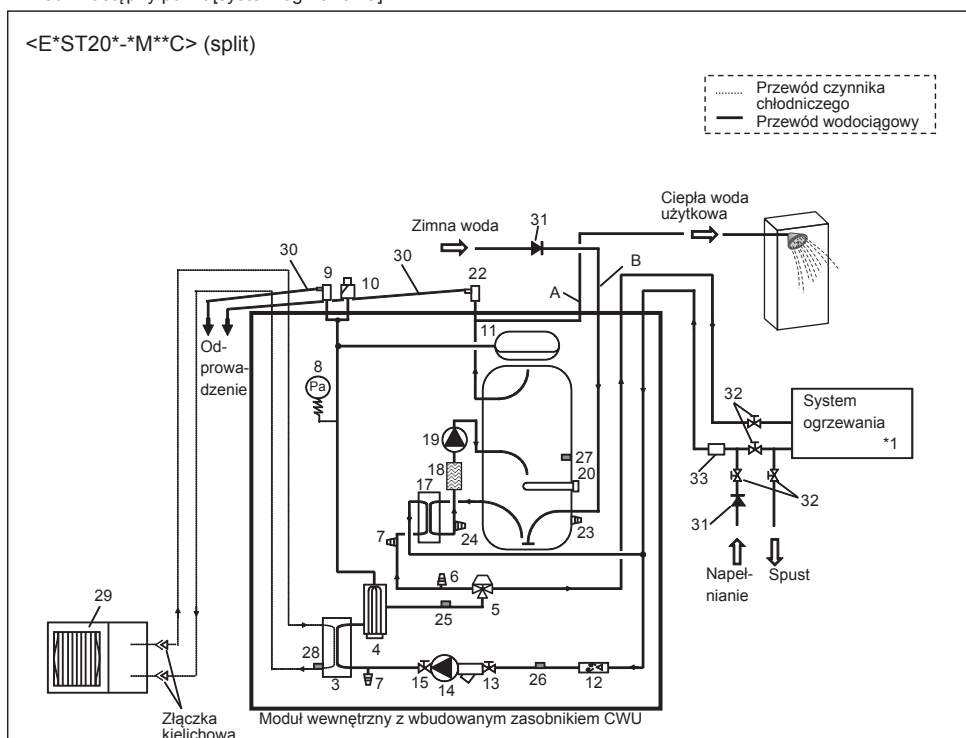 <E*ST20*-*M**C> (split)
Przewód czynnika
chłodniczego
Przewód wodociągowy
Ciepła woda
użytkowa
Zimna woda
31
B
A
30
9
10
30
22
11
Od-
prowa-
dzenie
8
Pa
32
System
ogrzewania
*1
19
27
18
20
17
33
32
7
24
23
31
6
Napeł-
nianie
Spust
29
25
5
4
28
3
7
15
14
13
26
12
Złączka
kielichowa
Moduł wewnętrzny z wbudowanym zasobnikiem CWU